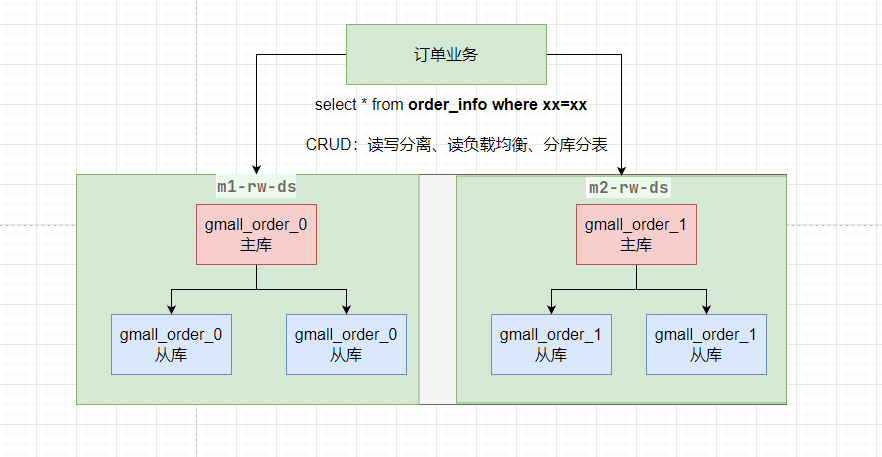 订单业务
select * from order_info where xx=xx
CRUD：读写分离、读负载均衡、分库分表
m1-rw-ds
m2-rw-ds
gmall_order_0
主库
gmall_order_1
主库
gmall_order_0
从库
gmall_order_0
从库
gmall_order_1
从库
gmall_order_1
从库